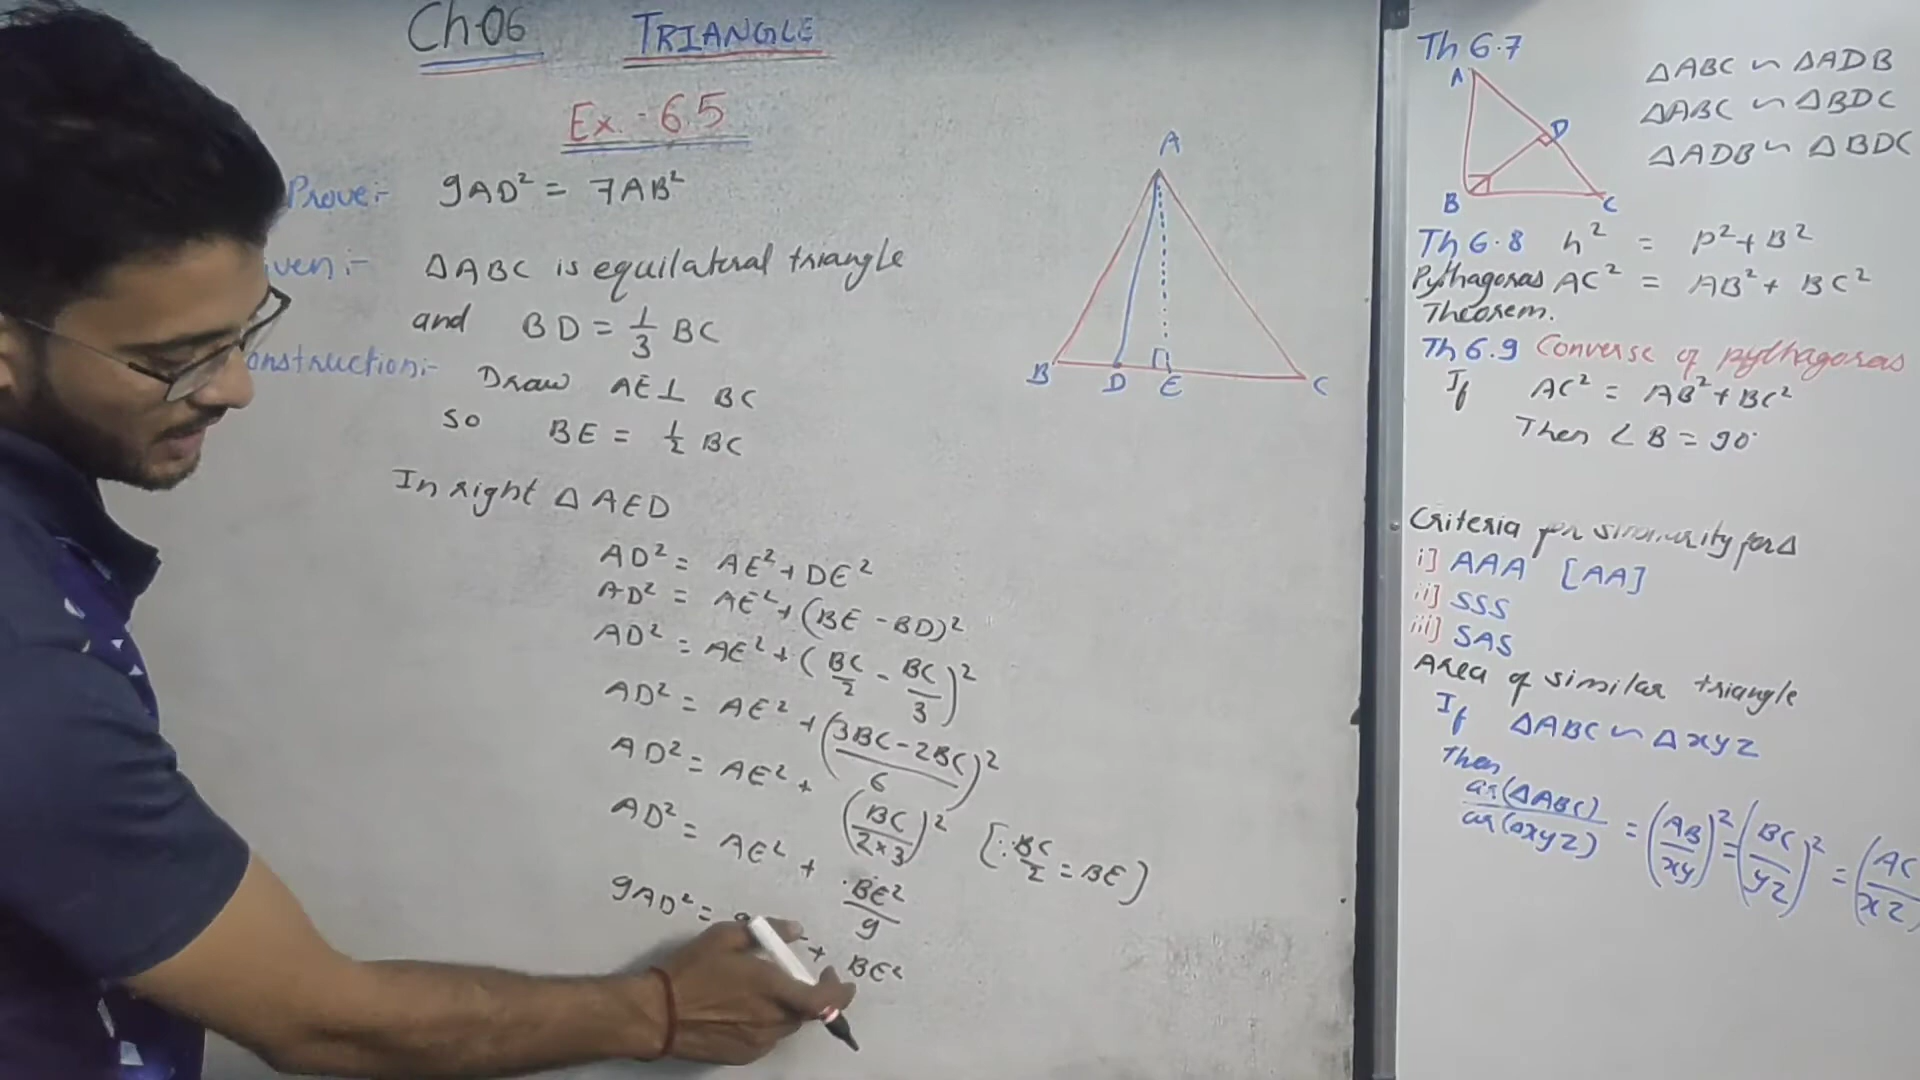 Ch-06 TRIANGLE
Ex.-6.5
Prove:- 9AD² = 7AB²
ven:- ΔABC is equilateral triangle
and BD = 1/3 BC
onstruction:- Draw AE⊥ BC
So BE = 1/2 BC
In right Δ AED
AD² = AE² + DE²
AD² = AE² + (BE - BD)²
AD² = AE² + (BC/2 - BC/3)²
AD² = AE² + (3BC - 2BC/6)²
AD² = AE² + (BC/2×3)² [∵ BC/2 = BE]
AD² = AE² + BE²/9
9AD² = + BE²
A
B D E C
Th 6.7
A
D
B C
ΔABC ∽ ΔADB
ΔABC ∽ ΔBDC
ΔADB ∽ ΔBDC
Th 6.8 h² = p² + B²
Pythagoras AC² = AB² + BC²
Theorem.
Th 6.9 Converse of pythagoras
If AC² = AB² + BC²
Then ∠B = 90°
Criteria for similarity for Δ
i] AAA [AA]
ii] SSS
iii] SAS
Area of similar triangle
If ΔABC ∽ Δxyz
Then
ar(ΔABC)/ar(Δxyz) = (AB/xy)² = (BC/yz)² = (AC/xz)